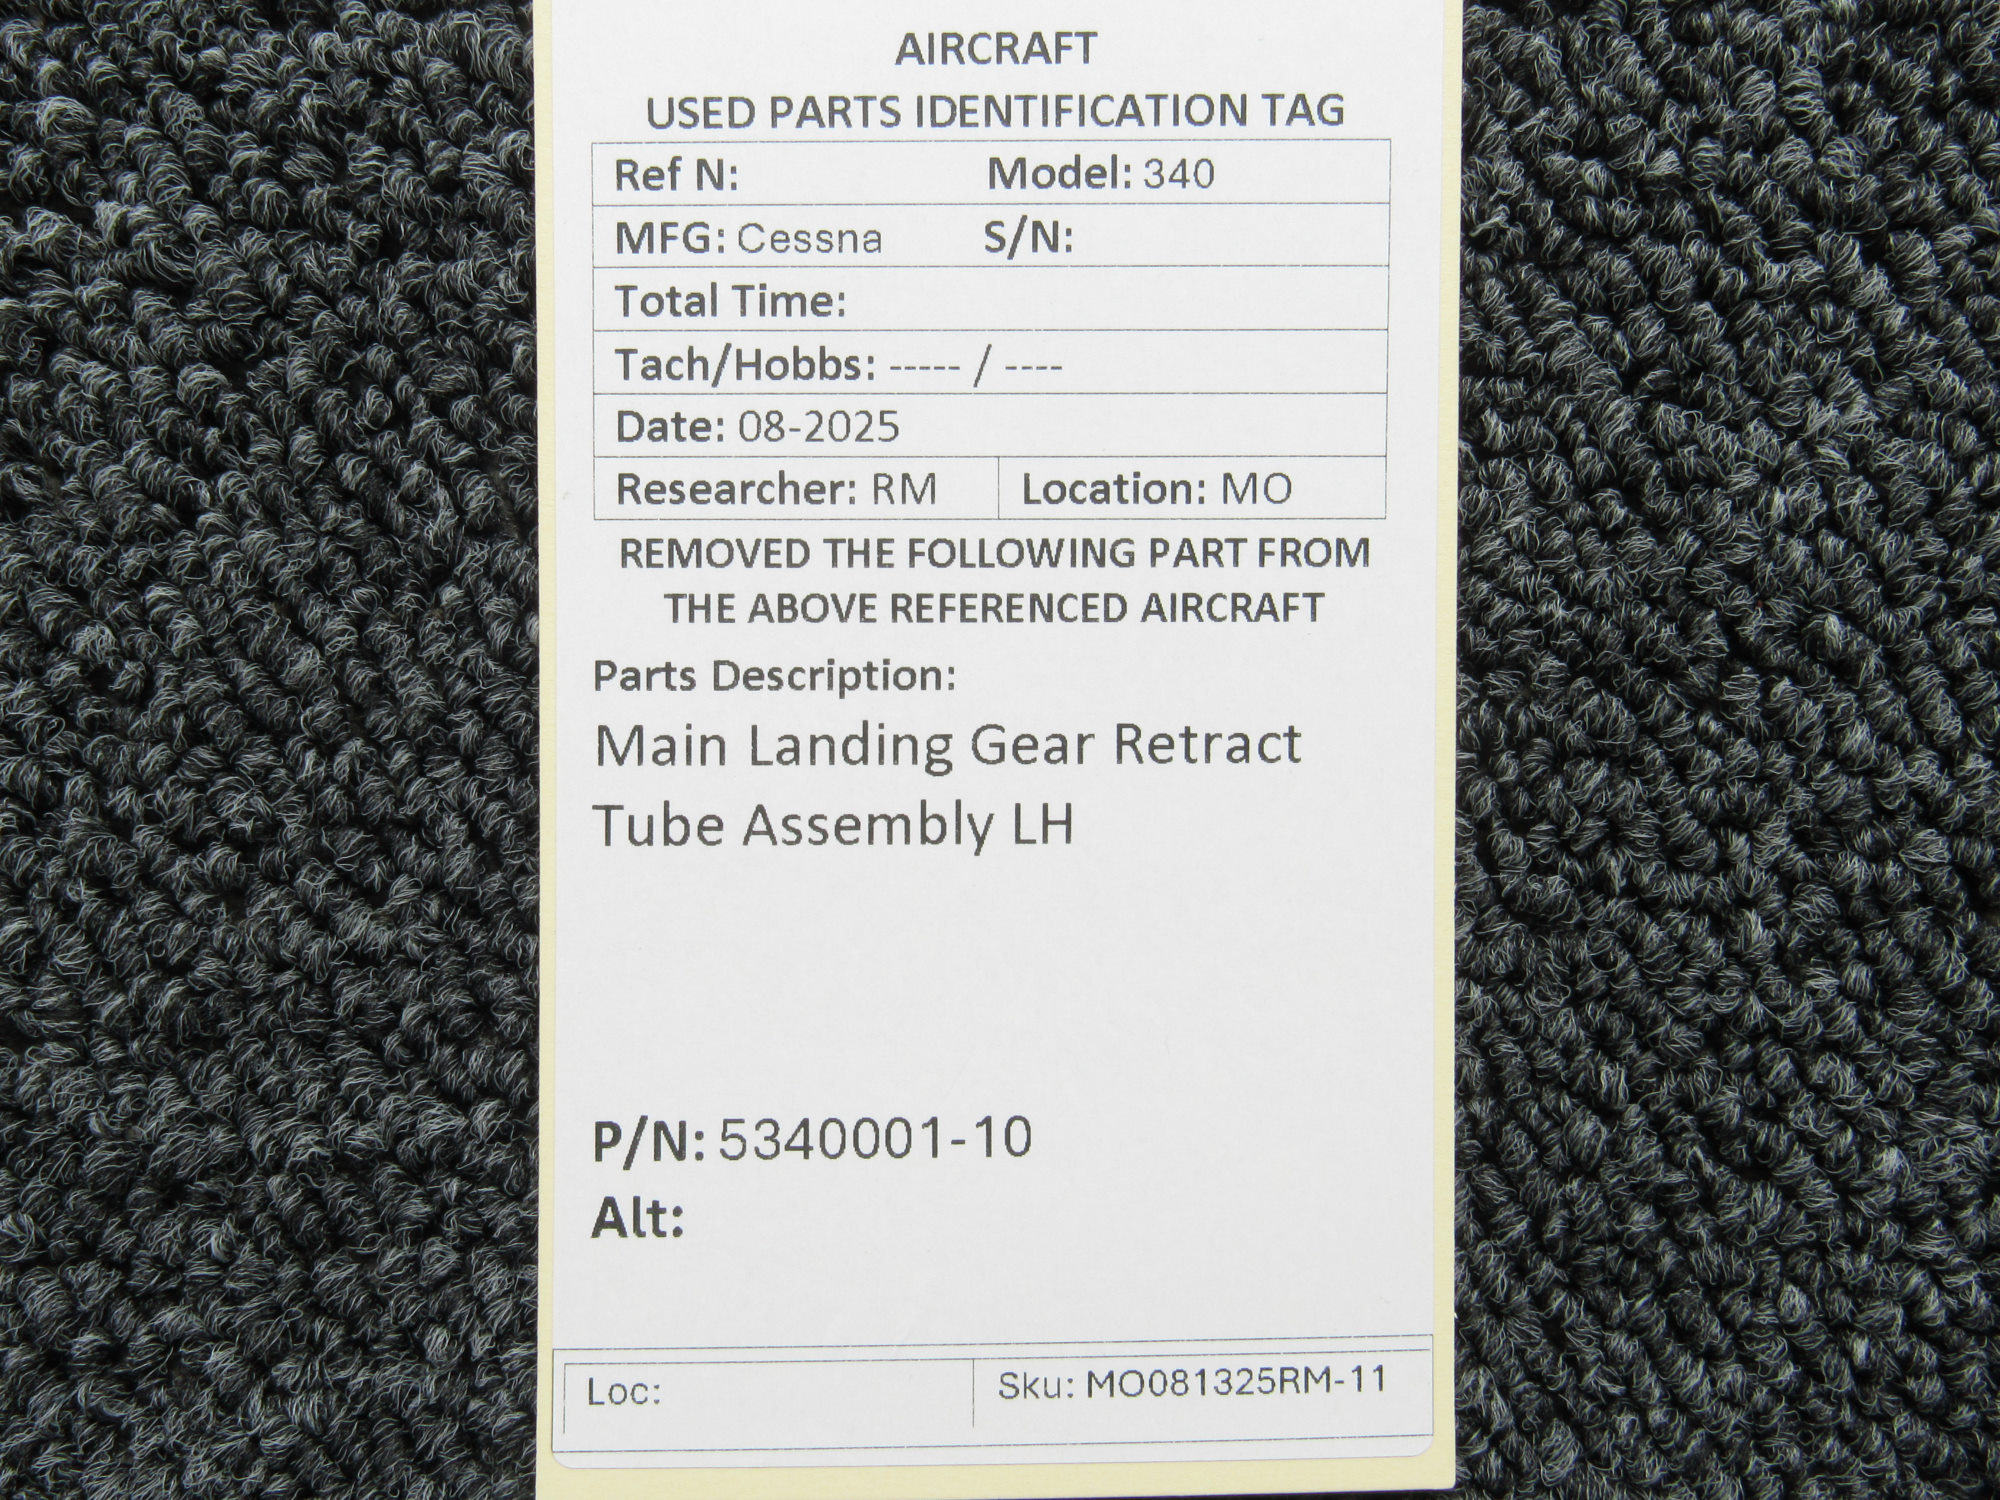 AIRCRAFT
USED PARTS IDENTIFICATION TAG
Ref N: Model: 340
MFG: Cessna S/N:
Total Time:
Tach/Hobbs: ----- / ----
Date: 08-2025
Researcher: RM Location: MO
REMOVED THE FOLLOWING PART FROM
THE ABOVE REFERENCED AIRCRAFT
Parts Description:
Main Landing Gear Retract
Tube Assembly LH
P/N: 5340001-10
Alt:
Loc: Sku: MO081325RM-11